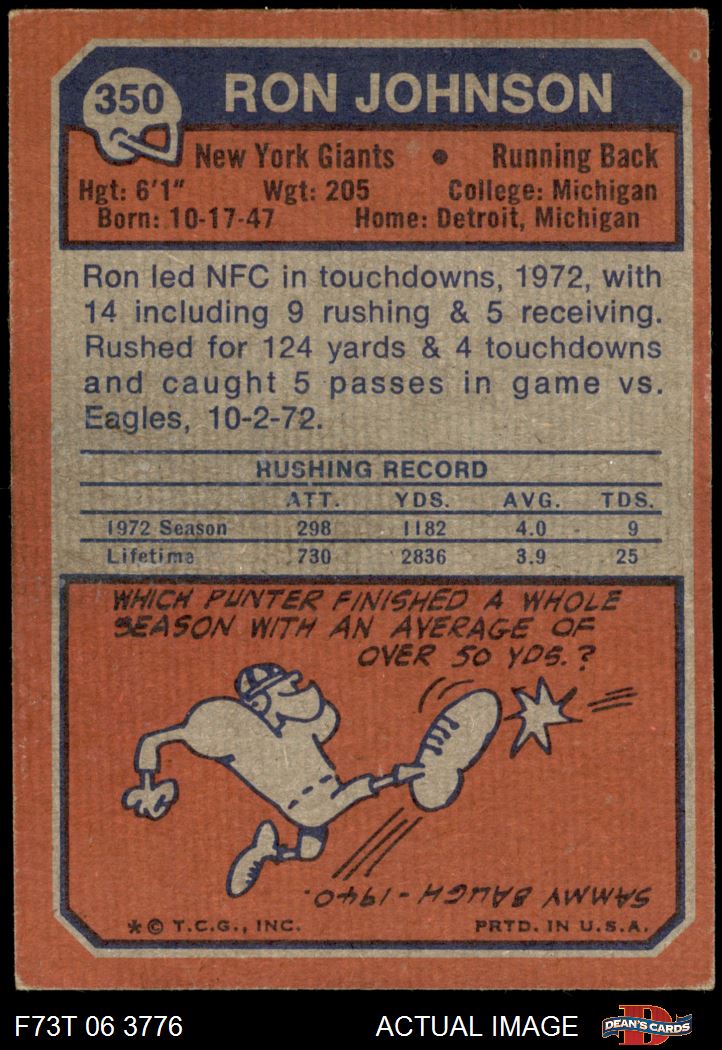 350
RON JOHNSON
New York Giants • Running Back
Hgt: 6'1" Wgt: 205 College: Michigan
Born: 10-17-47 Home: Detroit, Michigan
Ron led NFC in touchdowns, 1972, with
14 including 9 rushing & 5 receiving.
Rushed for 124 yards & 4 touchdowns
and caught 5 passes in game vs.
Eagles, 10-2-72.
RUSHING RECORD
ATT. YDS. AVG. TDS.
1972 Season 298 1182 4.0 9
Lifetime 730 2836 3.9 25
WHICH PUNTER FINISHED A WHOLE
SEASON WITH AN AVERAGE OF
OVER 50 YDS.?
SAMMY BAUGH-1940.
* © T.C.G., INC. PRTD. IN U.S.A.
F73T 06 3776 ACTUAL IMAGE
D
DEAN'S CARDS